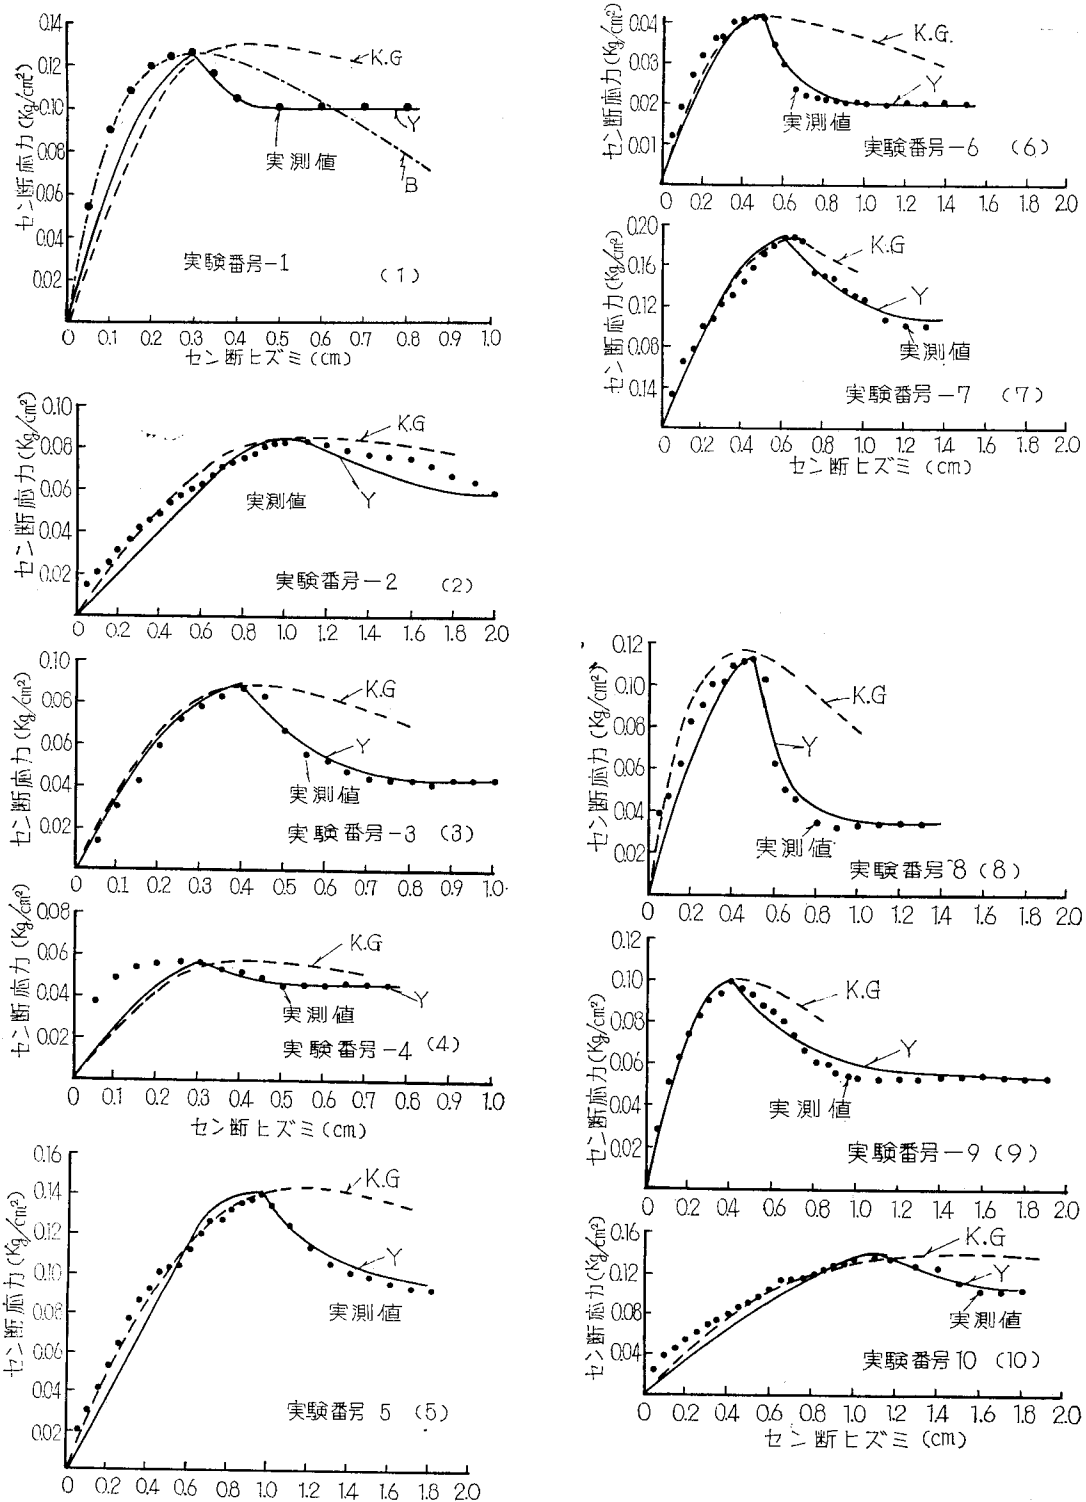 0.14
0.12
0.10
0.08
0.06
0.04
0.02
セン断応力(Kg/cm²)
K.G
Y
B
実測値
実験番号-1 (1)
0 0.1 0.2 0.3 0.4 0.5 0.6 0.7 0.8 0.9 1.0
セン断ヒズミ(cm)
0.10
0.08
0.06
0.04
0.02
セン断応力(Kg/cm²)
K.G
Y
実測値
実験番号-2 (2)
0 0.2 0.4 0.6 0.8 1.0 1.2 1.4 1.6 1.8 2.0
0.10
0.08
0.06
0.04
0.02
セン断応力(Kg/cm²)
K.G
Y
実測値
実験番号-3 (3)
0 0.1 0.2 0.3 0.4 0.5 0.6 0.7 0.8 0.9 1.0
0.08
0.06
0.04
0.02
セン断応力(Kg/cm²)
K.G
Y
実測値
実験番号-4 (4)
0 0.1 0.2 0.3 0.4 0.5 0.6 0.7 0.8 0.9 1.0
セン断ヒズミ(cm)
0.16
0.14
0.12
0.10
0.08
0.06
0.04
0.02
セン断応力(Kg/cm²)
K.G
Y
実測値
実験番号 5 (5)
0 0.2 0.4 0.6 0.8 1.0 1.2 1.4 1.6 1.8 2.0
0.04
0.03
0.02
0.01
セン断応力(Kg/cm²)
K.G.
Y
実測値
実験番号-6 (6)
0 0.2 0.4 0.6 0.8 1.0 1.2 1.4 1.6 1.8 2.0
0.20
0.16
0.12
0.08
0.14
セン断応力(Kg/cm²)
K.G
Y
実測値
実験番号-7 (7)
0 0.2 0.4 0.6 0.8 1.0 1.2 1.4 1.6 1.8 2.0
セン断ヒズミ(cm)
0.12
0.10
0.08
0.06
0.04
0.02
セン断応力(Kg/cm²)
K.G
Y
実測値
実験番号-8 (8)
0 0.2 0.4 0.6 0.8 1.0 1.2 1.4 1.6 1.8 2.0
0.12
0.10
0.08
0.06
0.04
0.02
セン断応力(Kg/cm²)
K.G
Y
実測値
実験番号-9 (9)
0 0.2 0.4 0.6 0.8 1.0 1.2 1.4 1.6 1.8 2.0
0.16
0.12
0.08
0.04
セン断応力(Kg/cm²)
K.G
Y
実測値
実験番号10 (10)
0 0.2 0.4 0.6 0.8 1.0 1.2 1.4 1.6 1.8 2.0
セン断ヒズミ(cm)